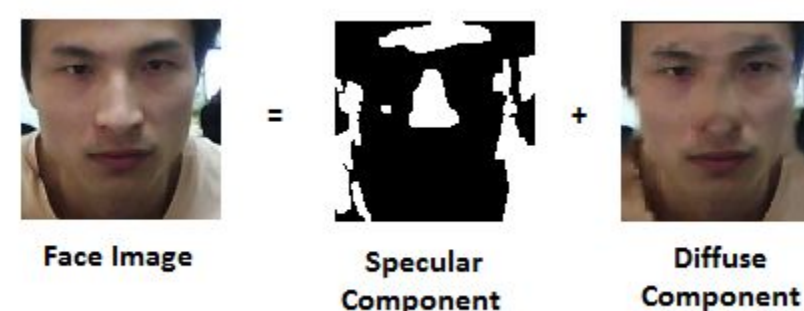 =
+
Face Image
Specular
Component
Diffuse
Component